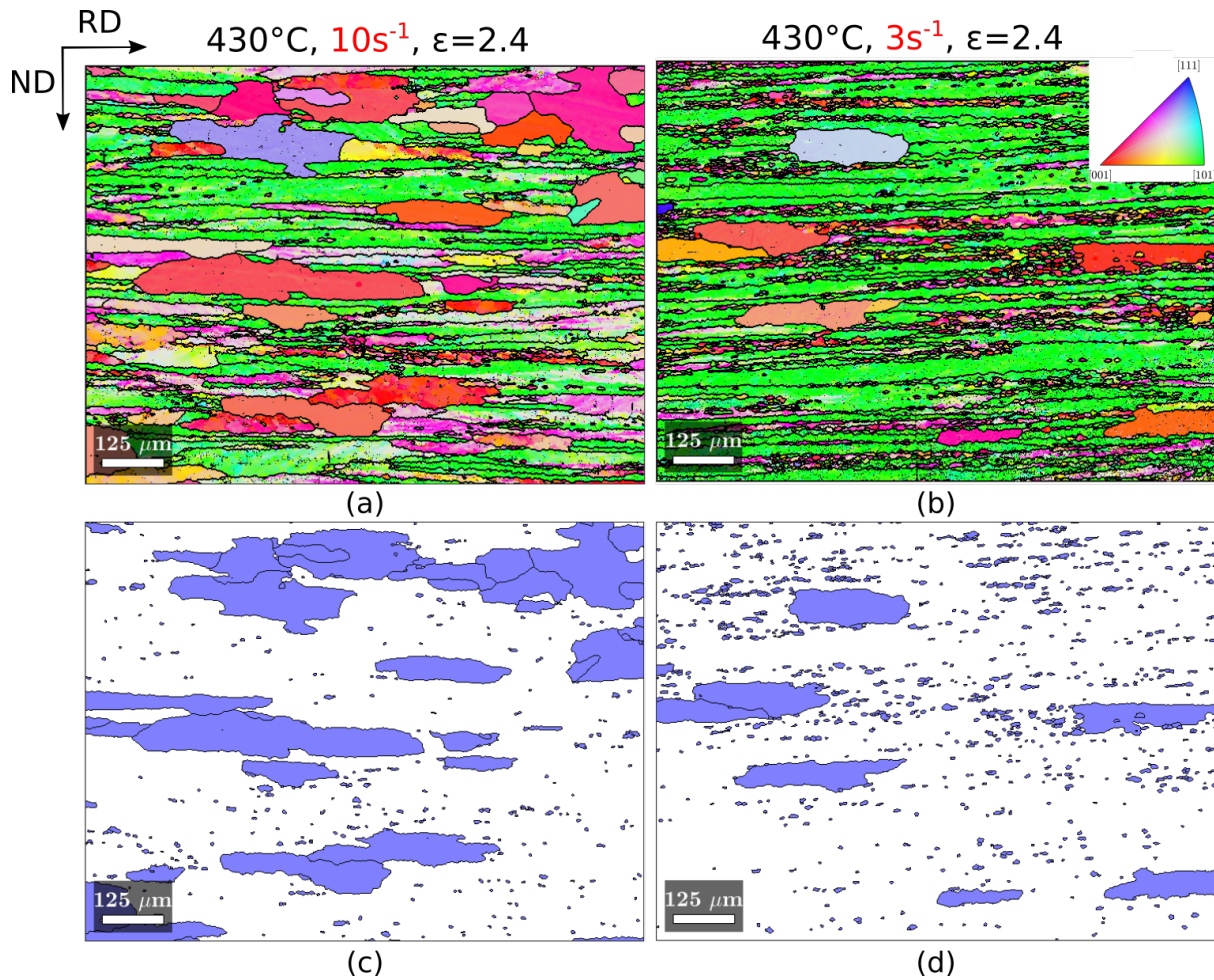 RD
ND
430°C, 10s⁻¹, ε=2.4
430°C, 3s⁻¹, ε=2.4
[111]
[001]
[101]
125 μm
125 μm
(a)
(b)
125 μm
125 μm
(c)
(d)